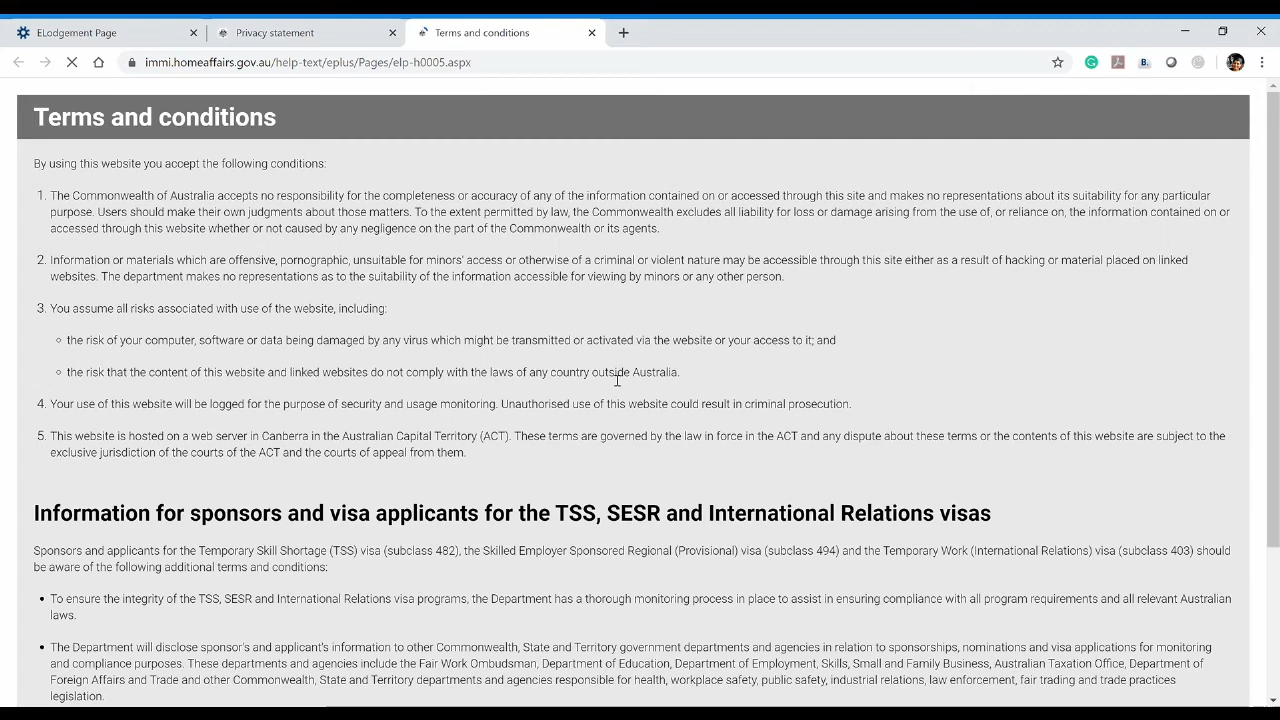 ELodgement Page
Privacy statement
Terms and conditions
immi.homeaffairs.gov.au/help-text/eplus/Pages/elp-h0005.aspx
Terms and conditions
By using this website you accept the following conditions:
1. The Commonwealth of Australia accepts no responsibility for the completeness or accuracy of any of the information contained on or accessed through this site and makes no representations about its suitability for any particular
purpose. Users should make their own judgments about those matters. To the extent permitted by law, the Commonwealth excludes all liability for loss or damage arising from the use of, or reliance on, the information contained on or
accessed through this website whether or not caused by any negligence on the part of the Commonwealth or its agents.
2. Information or materials which are offensive, pornographic, unsuitable for minors' access or otherwise of a criminal or violent nature may be accessible through this site either as a result of hacking or material placed on linked
websites. The department makes no representations as to the suitability of the information accessible for viewing by minors or any other person.
3. You assume all risks associated with use of the website, including:
the risk of your computer, software or data being damaged by any virus which might be transmitted or activated via the website or your access to it; and
the risk that the content of this website and linked websites do not comply with the laws of any country outside Australia.
4. Your use of this website will be logged for the purpose of security and usage monitoring. Unauthorised use of this website could result in criminal prosecution.
5. This website is hosted on a web server in Canberra in the Australian Capital Territory (ACT). These terms are governed by the law in force in the ACT and any dispute about these terms or the contents of this website are subject to the
exclusive jurisdiction of the courts of the ACT and the courts of appeal from them.
Information for sponsors and visa applicants for the TSS, SESR and International Relations visas
Sponsors and applicants for the Temporary Skill Shortage (TSS) visa (subclass 482), the Skilled Employer Sponsored Regional (Provisional) visa (subclass 494) and the Temporary Work (International Relations) visa (subclass 403) should
be aware of the following additional terms and conditions:
• To ensure the integrity of the TSS, SESR and International Relations visa programs, the Department has a thorough monitoring process in place to assist in ensuring compliance with all program requirements and all relevant Australian
laws.
• The Department will disclose sponsor's and applicant's information to other Commonwealth, State and Territory government departments and agencies in relation to sponsorships, nominations and visa applications for monitoring
and compliance purposes. These departments and agencies include the Fair Work Ombudsman, Department of Education, Department of Employment, Skills, Small and Family Business, Australian Taxation Office, Department of
Foreign Affairs and Trade and other Commonwealth, State and Territory departments and agencies responsible for health, workplace safety, public safety, industrial relations, law enforcement, fair trading and trade practices
legislation.